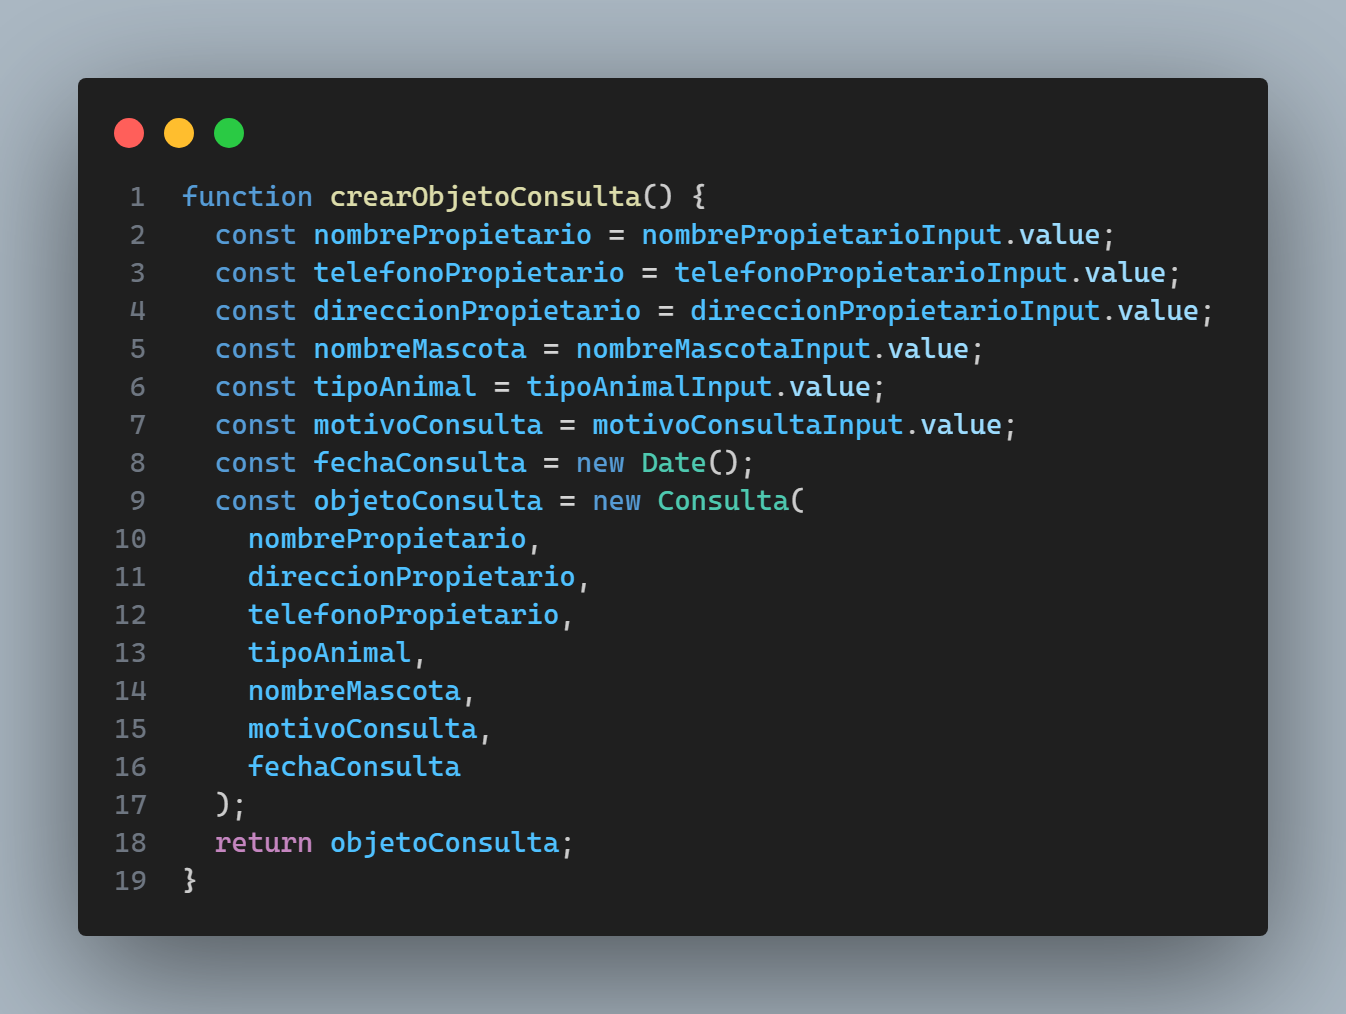 1 function crearObjetoConsulta() {
2   const nombrePropietario = nombrePropietarioInput.value;
3   const telefonoPropietario = telefonoPropietarioInput.value;
4   const direccionPropietario = direccionPropietarioInput.value;
5   const nombreMascota = nombreMascotaInput.value;
6   const tipoAnimal = tipoAnimalInput.value;
7   const motivoConsulta = motivoConsultaInput.value;
8   const fechaConsulta = new Date();
9   const objetoConsulta = new Consulta(
10     nombrePropietario,
11     direccionPropietario,
12     telefonoPropietario,
13     tipoAnimal,
14     nombreMascota,
15     motivoConsulta,
16     fechaConsulta
17   );
18   return objetoConsulta;
19 }